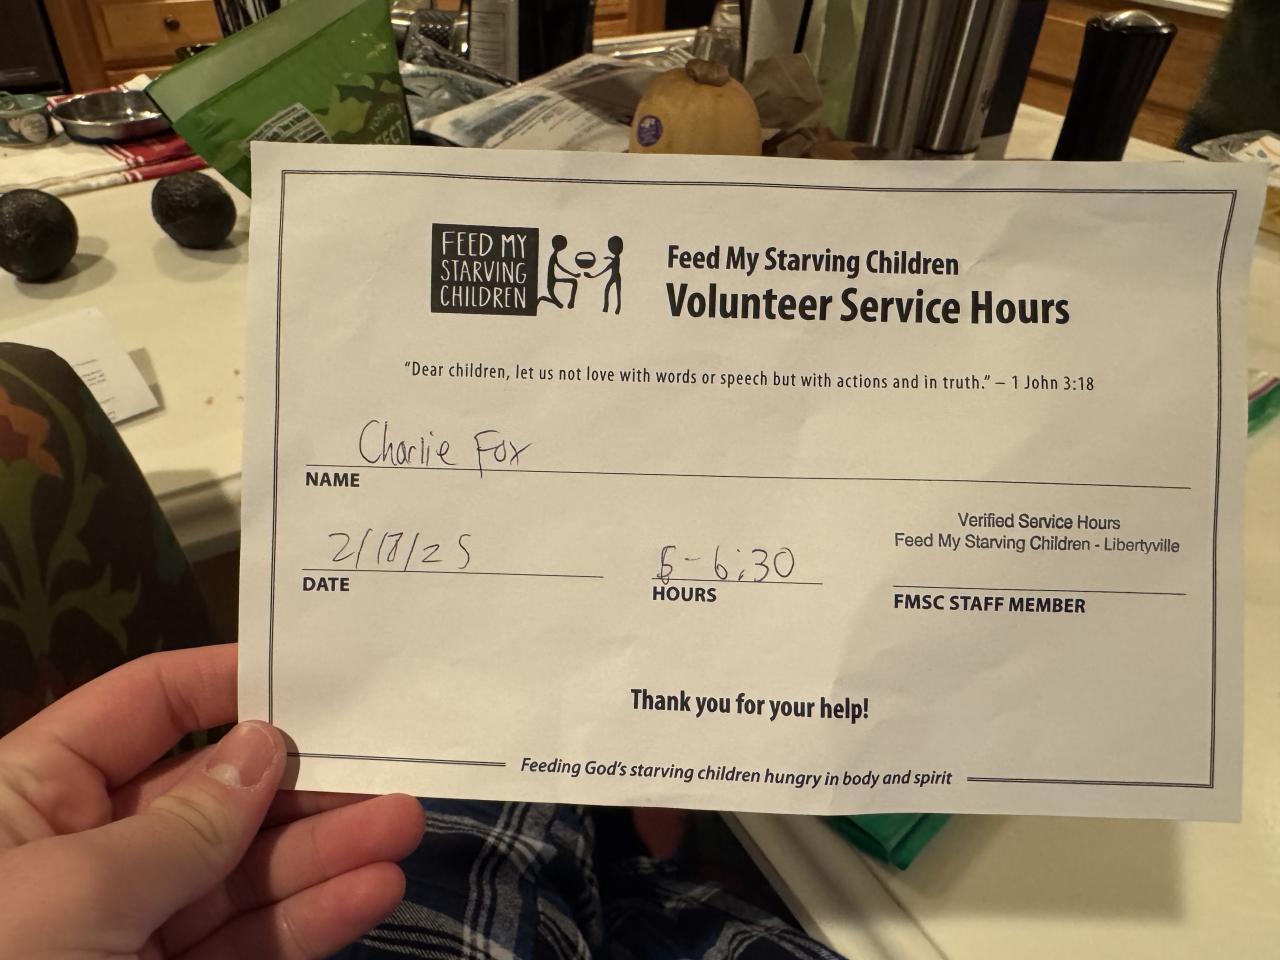 FEED MY
STARVING
CHILDREN
Feed My Starving Children
Volunteer Service Hours
“Dear children, let us not love with words or speech but with actions and in truth.” – 1 John 3:18
Charlie Fox
NAME
Verified Service Hours
Feed My Starving Children - Libertyville
2/18/25
5-6:30
DATE
HOURS
FMSC STAFF MEMBER
Thank you for your help!
Feeding God's starving children hungry in body and spirit